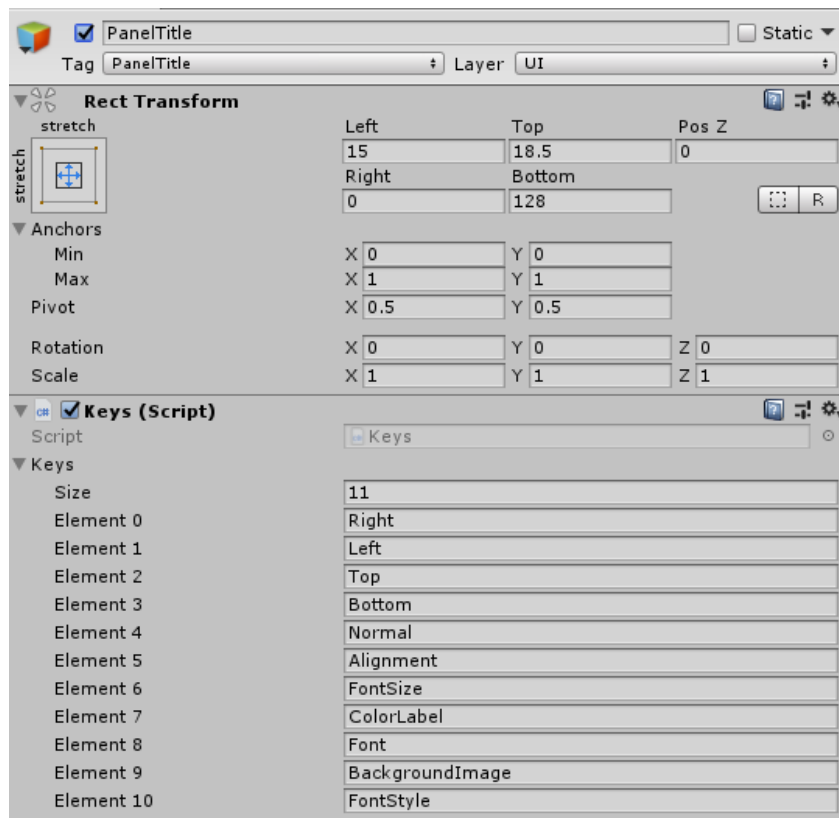 PanelTitle Static
Tag PanelTitle Layer UI
Rect Transform
stretch Left Top Pos Z
stretch
15 18.5 0
Right Bottom
0 128 R
Anchors
Min X 0 Y 0
Max X 1 Y 1
Pivot X 0.5 Y 0.5
Rotation X 0 Y 0 Z 0
Scale X 1 Y 1 Z 1
C# Keys (Script)
Script Keys
Keys
Size 11
Element 0 Right
Element 1 Left
Element 2 Top
Element 3 Bottom
Element 4 Normal
Element 5 Alignment
Element 6 FontSize
Element 7 ColorLabel
Element 8 Font
Element 9 BackgroundImage
Element 10 FontStyle